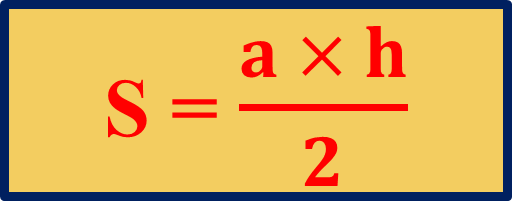 S = a × h / 2